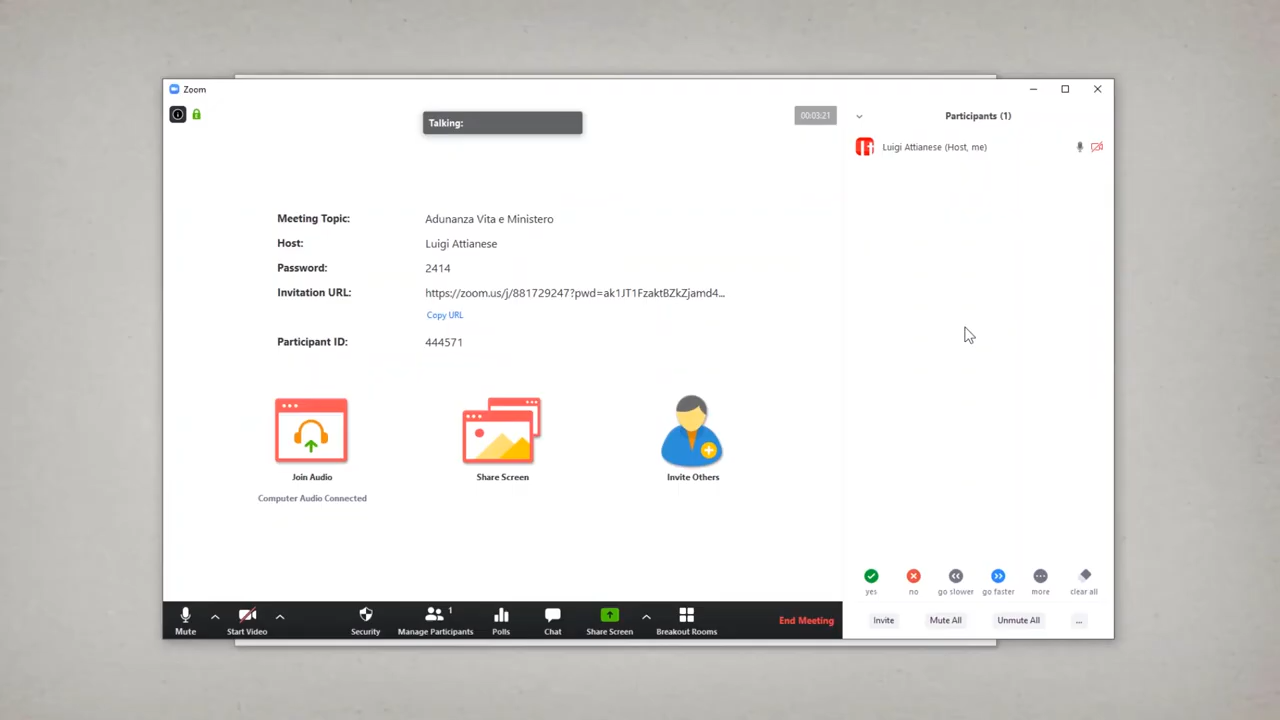 Zoom
Talking:
00:03:21
Participants (1)
Luigi Attianese (Host, me)
Meeting Topic: Adunanza Vita e Ministero
Host: Luigi Attianese
Password: 2414
Invitation URL: https://zoom.us/j/881729247?pwd=ak1JT1FzaktBZkZjamd4...
Copy URL
Participant ID: 444571
Join Audio
Computer Audio Connected
Share Screen
Invite Others
yes
no
go slower
go faster
more
clear all
Mute
Start Video
Security
1
Manage Participants
Polls
Chat
Share Screen
Breakout Rooms
End Meeting
Invite
Mute All
Unmute All
...